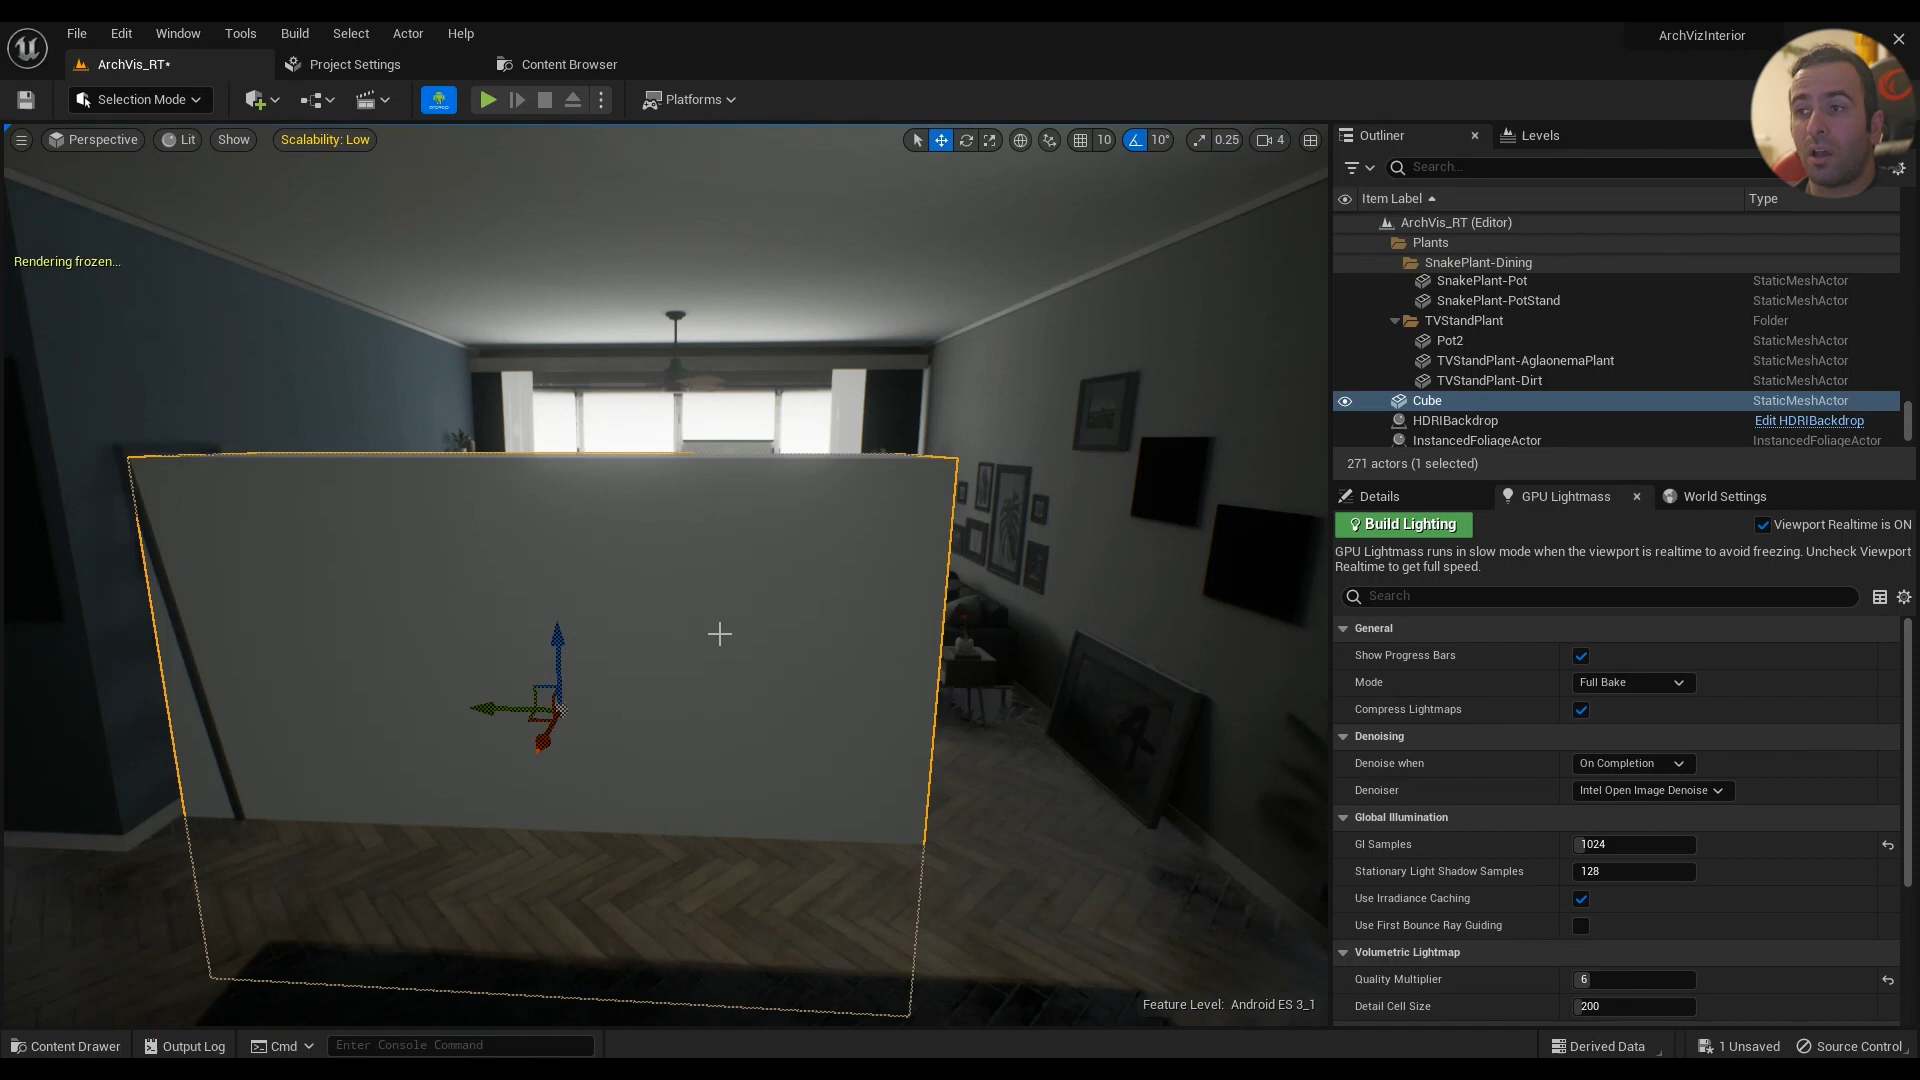 File Edit Window Tools Build Select Actor Help
ArchVizInterior
ArchVis_RT*
Project Settings
Content Browser
Selection Mode
Platforms
Perspective
Lit
Show
Scalability: Low
10
10°
0.25
4
Rendering frozen...
Feature Level: Android ES 3_1
Outliner
Levels
Search...
Item Label
Type
ArchVis_RT (Editor)
Plants
SnakePlant-Dining
SnakePlant-Pot StaticMeshActor
SnakePlant-PotStand StaticMeshActor
TVStandPlant Folder
Pot2 StaticMeshActor
TVStandPlant-AglaonemaPlant StaticMeshActor
TVStandPlant-Dirt StaticMeshActor
Cube StaticMeshActor
HDRIBackdrop Edit HDRIBackdrop
InstancedFoliageActor InstancedFoliageActor
271 actors (1 selected)
Details
GPU Lightmass
World Settings
Build Lighting
Viewport Realtime is ON
GPU Lightmass runs in slow mode when the viewport is realtime to avoid freezing. Uncheck Viewport
Realtime to get full speed.
Search
General
Show Progress Bars
Mode Full Bake
Compress Lightmaps
Denoising
Denoise when On Completion
Denoiser Intel Open Image Denoise
Global Illumination
GI Samples 1024
Stationary Light Shadow Samples 128
Use Irradiance Caching
Use First Bounce Ray Guiding
Volumetric Lightmap
Quality Multiplier 6
Detail Cell Size 200
Content Drawer
Output Log
Cmd
Enter Console Command
Derived Data
1 Unsaved
Source Control